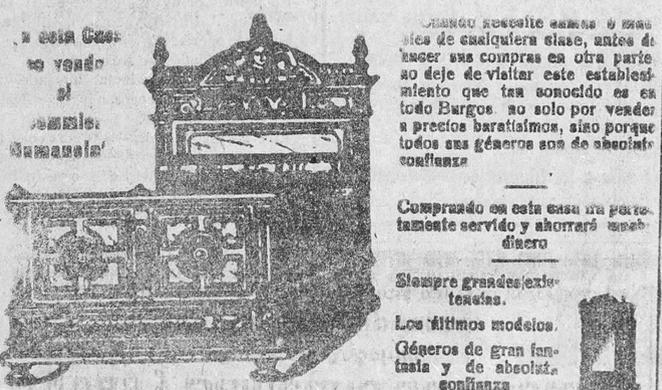 n esta Casa
se vende
el
sommier
Numancia"
Cuando necesite camas ó mue
bles de cualquiera clase, antes de
hacer sus compras en otra parte
no deje de visitar este estableci
miento que tan conocido es en
todo Burgos. no solo por vender
a precios baratísimos, sino porque
todos sus géneros son de absoluta
confianza
Comprando en esta casa irá perfec
tamente servido y ahorrará mucho
dinero
Siempre grandes exis-
tencias.
Los últimos modelos.
Géneros de gran fan-
tasía y de absoluta
confianza